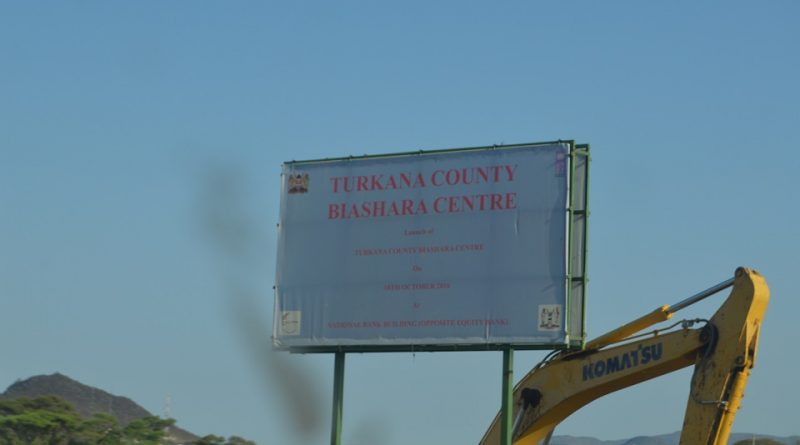 TURKANA COUNTY
BIASHARA CENTRE
Launch of
TURKANA COUNTY BIASHARA CENTRE
On
OCTOBER
At
NATIONAL BANK BUILDING (OPPOSITE EQUITY BANK).
KOMATSU